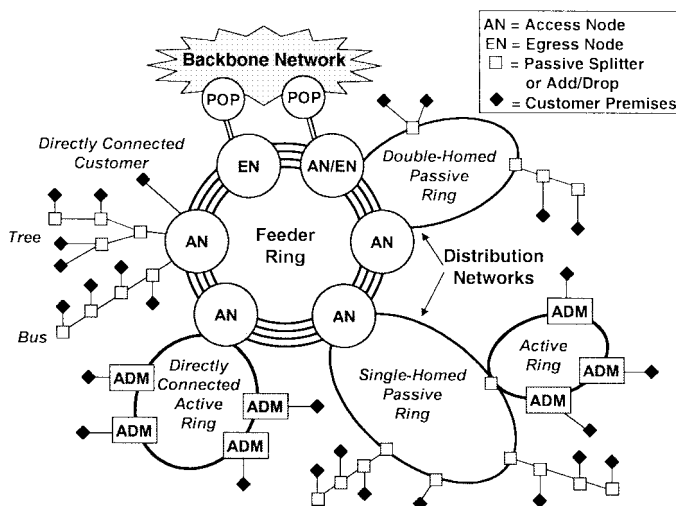 Backbone Network
POP
POP
AN = Access Node
EN = Egress Node
= Passive Splitter
or Add/Drop
= Customer Premises
Directly Connected
Customer
EN
AN/EN
Double-Homed
Passive
Ring
Tree
AN
Feeder
Ring
AN
Distribution
Networks
Bus
AN
AN
ADM
Active
Ring
ADM
ADM
Directly
Connected
Active
Ring
ADM
ADM
ADM
ADM
Single-Homed
Passive
Ring